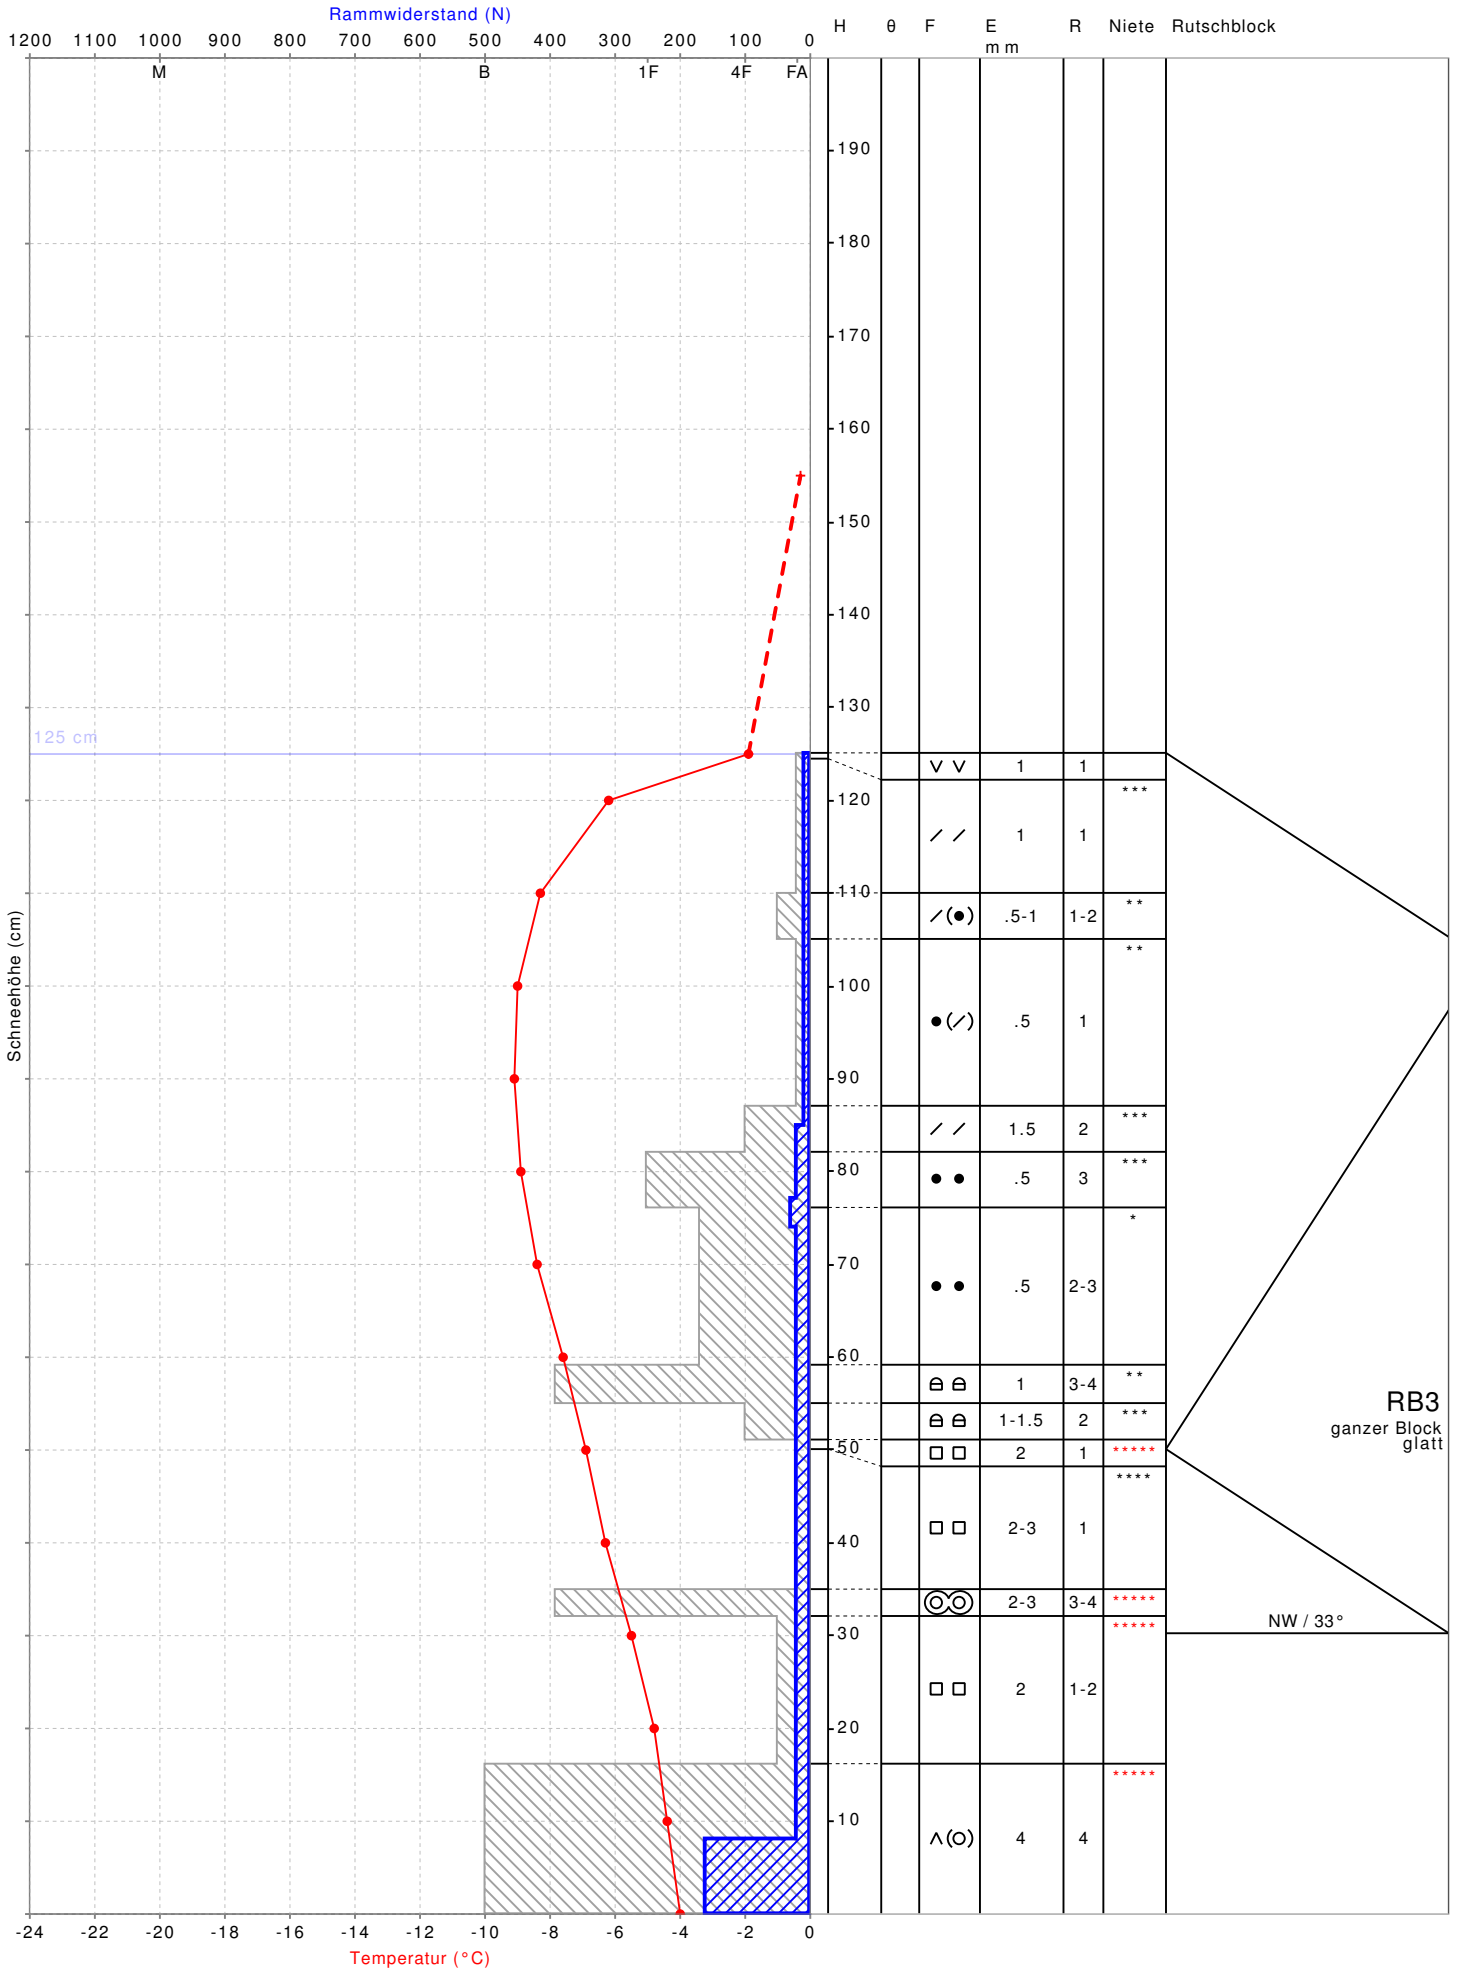 Rammwiderstand (N)
1200 1100 1000 900 800 700 600 500 400 300 200 100 0
M B 1F 4F FA
H θ F E R Niete Rutschblock
mm
190
180
170
160
150
140
130
125 cm
1 1
120 ***
1 1
110
.5-1 1-2 **
**
100
.5 1
90
1.5 2 ***
80 .5 3 ***
*
70
.5 2-3
60
1 3-4 **
1-1.5 2 ***
50 2 1 *****
****
2-3 1
40
2-3 3-4 *****
30 *****
2 1-2
20
*****
10
4 4
RB3
ganzer Block
glatt
NW / 33°
Schneehöhe (cm)
-24 -22 -20 -18 -16 -14 -12 -10 -8 -6 -4 -2 0
Temperatur (°C)